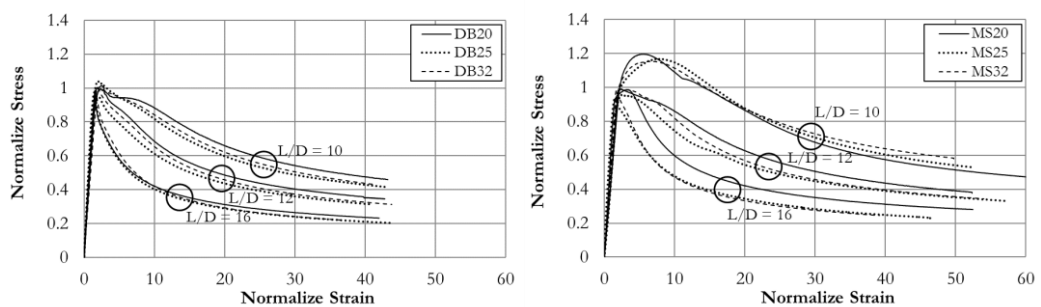 1.4
1.2
1
0.8
0.6
0.4
0.2
0
Normalize Stress
DB20
DB25
DB32
L/D = 10
L/D = 12
L/D = 16
0 10 20 30 40 50 60
Normalize Strain
1.4
1.2
1
0.8
0.6
0.4
0.2
0
Normalize Stress
MS20
MS25
MS32
L/D = 10
L/D = 12
L/D = 16
0 10 20 30 40 50 60
Normalize Strain